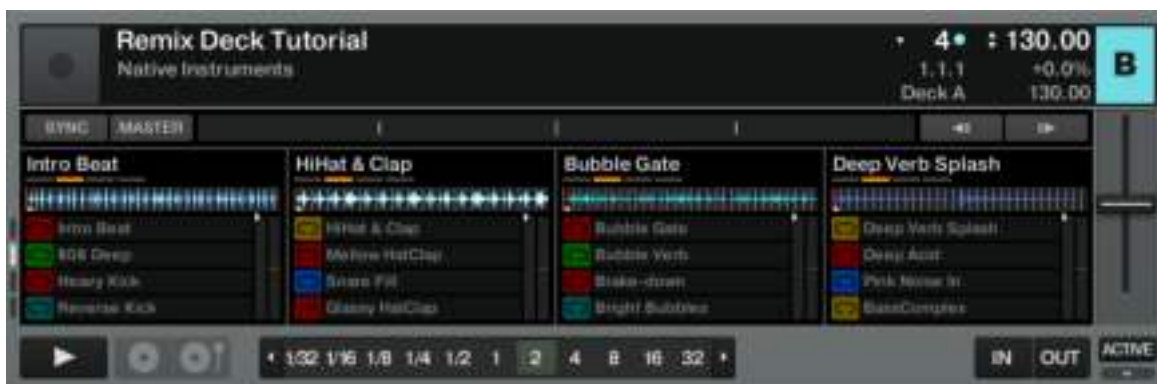 Remix Deck Tutorial
Native Instruments
4
130.00
1.1.1
+0.0%
Deck A
130.00
B
SYNC
MASTER
Intro Beat
HiHat & Clap
Bubble Gate
Deep Verb Splash
Intro Beat
HiHat & Clap
Bubble Gate
Deep Verb Splash
808 Deep
Mellow HatClap
Bubble Verb
Deep Acid
Heavy Kick
Snare Fill
Brake-down
Pink Noise In
Reverse Kick
Glassy HatClap
Bright Bubbles
BassComplex
1/32 1/16 1/8 1/4 1/2 1 2 4 8 16 32
IN
OUT
ACTIVE